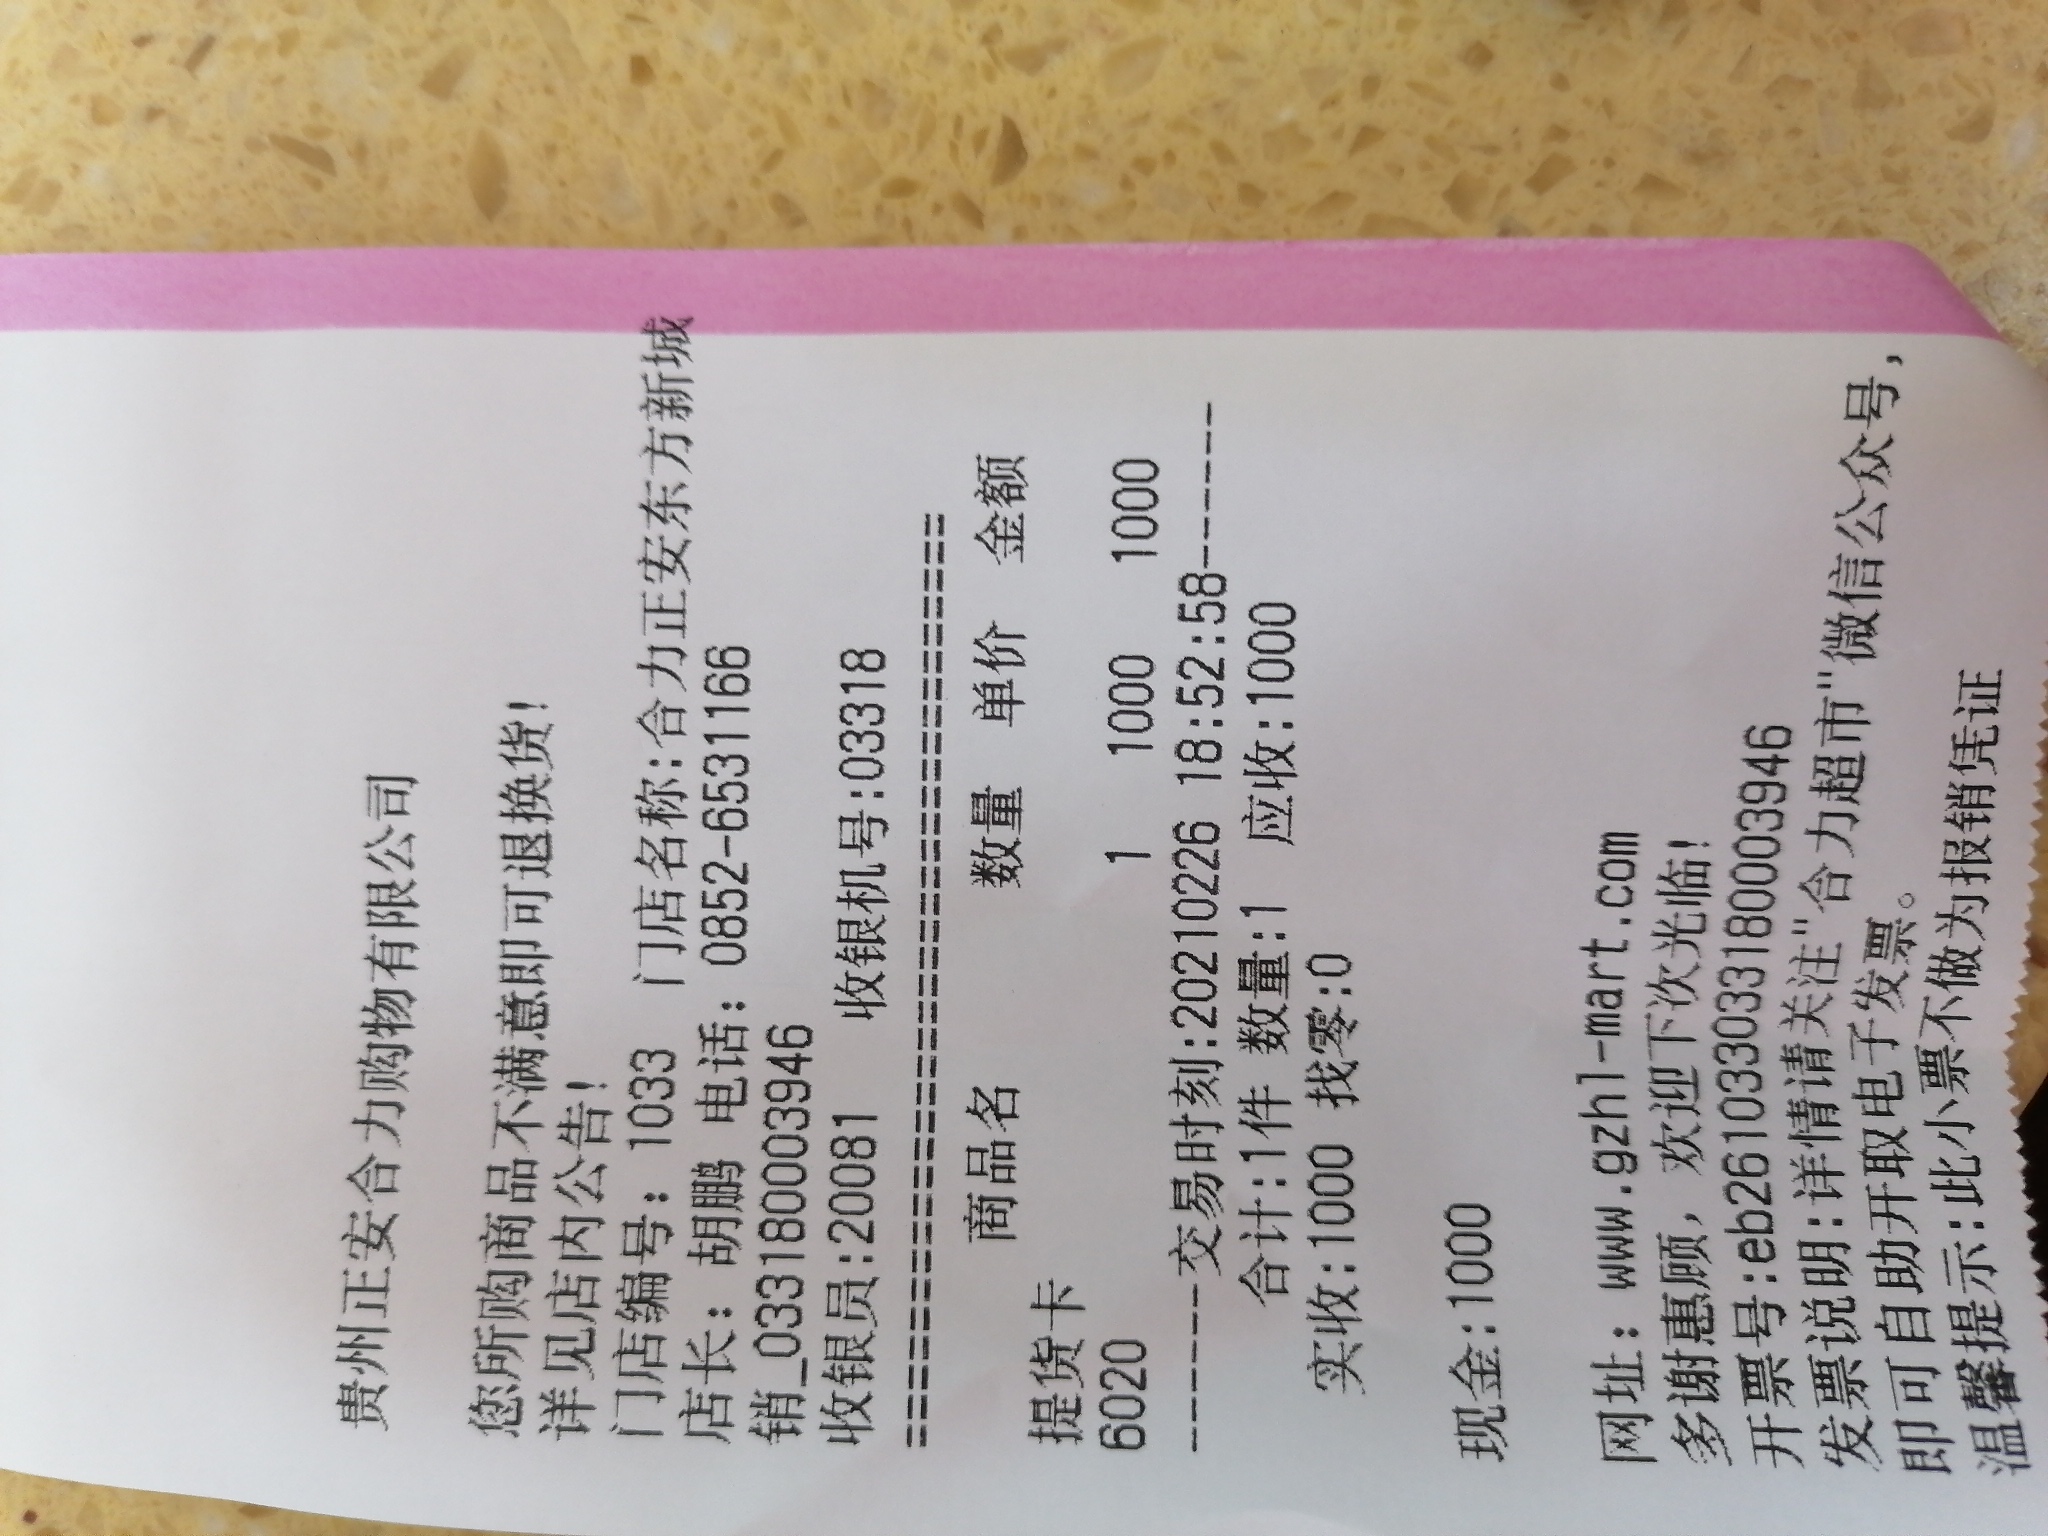 贵州正安合力购物有限公司
您所购商品不满意即可退换货!
详见店内公告!
门店编号: 1033 门店名称:合力正安东方新城
店长: 胡鹏 电话: 0852-6531166
销_033180003946
收银员:20081 收银机号:03318
==========================================
商品名 数量 单价 金额
提货卡
6020 1 1000 1000
-------交易时刻:20210226 18:52:58-------
合计:1件 数量:1 应收:1000
实收:1000 找零:0
现金:1000
网址: www.gzhl-mart.com
多谢惠顾, 欢迎下次光临!
开票号:eb261033033180003946
发票说明:详情请关注"合力超市"微信公众号,
即可自助开取电子发票。
温馨提示:此小票不做为报销凭证